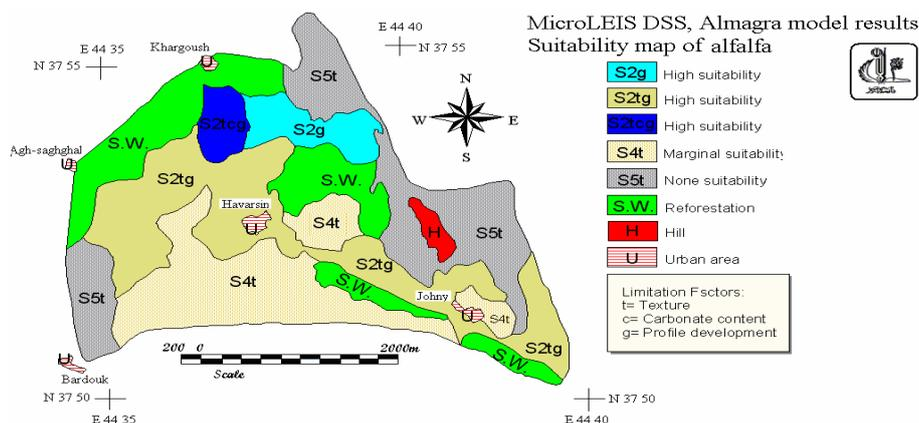 MicroLEIS DSS, Almagra model results
Suitability map of alfalfa
E 44 40
N 37 55
Khargoush
E 44 35
N 37 55
U
S5t
S2g High suitability
S2tg High suitability
S2tcg High suitability
S4t Marginal suitability
S5t None suitability
S.W. Reforestation
H Hill
U Urban area
N
W E
S
S2tcg
S2g
S.W.
Agh-saghghal
U
S2tg
S.W.
Havarsin
U
S4t
H
S5t
S2tg
S4t
S.W.
S5t
Johny
U
S4t
S2tg
S.W.
Limitation Fsctors:
t= Texture
c= Carbonate content
g= Profile development
200 0 2000m
Scale
U
Bardouk
N 37 50
E 44 35
N 37 50
E 44 40